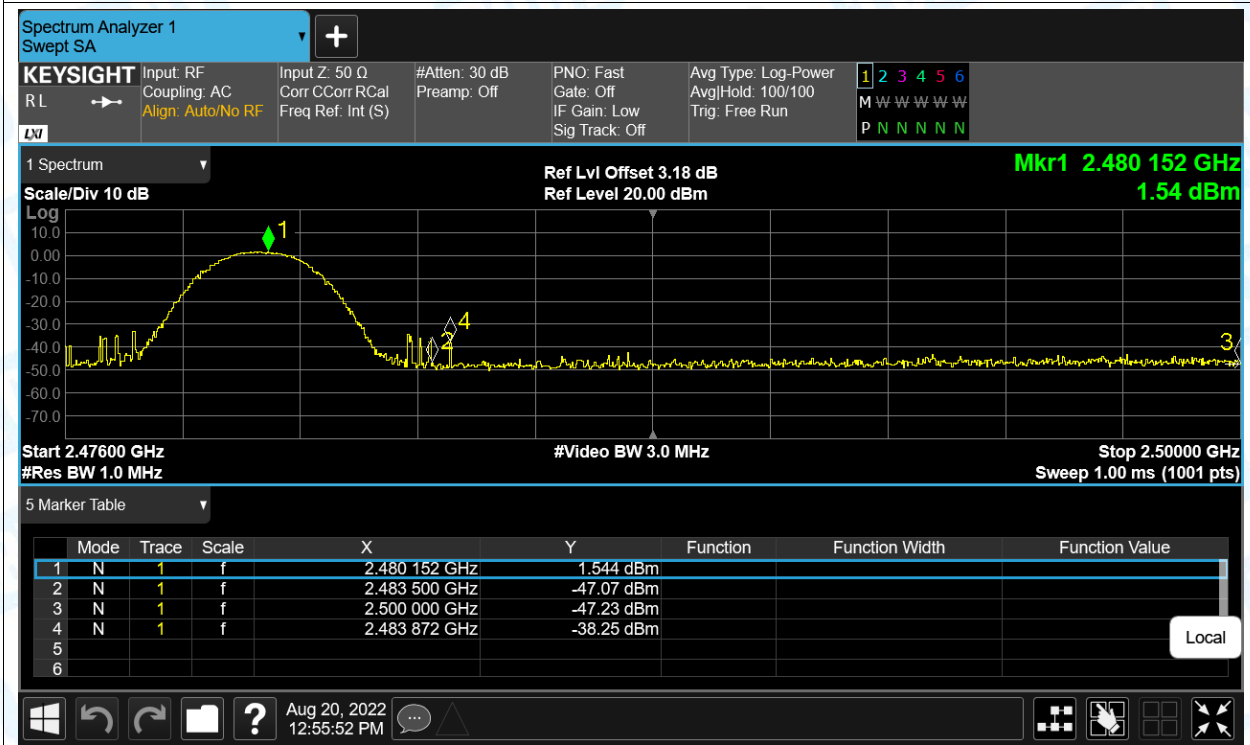 Spectrum Analyzer 1
Swept SA
+
KEYSIGHT
R L
LXI
Input: RF
Coupling: AC
Align: Auto/No RF
Input Z: 50 Ω
Corr CCorr RCal
Freq Ref: Int (S)
#Atten: 30 dB
Preamp: Off
PNO: Fast
Gate: Off
IF Gain: Low
Sig Track: Off
Avg Type: Log-Power
Avg|Hold: 100/100
Trig: Free Run
1 2 3 4 5 6
M W W W W W
P N N N N N
1 Spectrum
Scale/Div 10 dB
Ref Lvl Offset 3.18 dB
Ref Level 20.00 dBm
Mkr1 2.480 152 GHz
1.54 dBm
Log
10.0
0.00
-10.0
-20.0
-30.0
-40.0
-50.0
-60.0
-70.0
1
2
4
3
Start 2.47600 GHz
#Video BW 3.0 MHz
Stop 2.50000 GHz
#Res BW 1.0 MHz
Sweep 1.00 ms (1001 pts)
5 Marker Table
Mode Trace Scale X Y Function Function Width Function Value
1 N 1 f 2.480 152 GHz 1.544 dBm
2 N 1 f 2.483 500 GHz -47.07 dBm
3 N 1 f 2.500 000 GHz -47.23 dBm
4 N 1 f 2.483 872 GHz -38.25 dBm
5
6
Local
?
Aug 20, 2022
12:55:52 PM